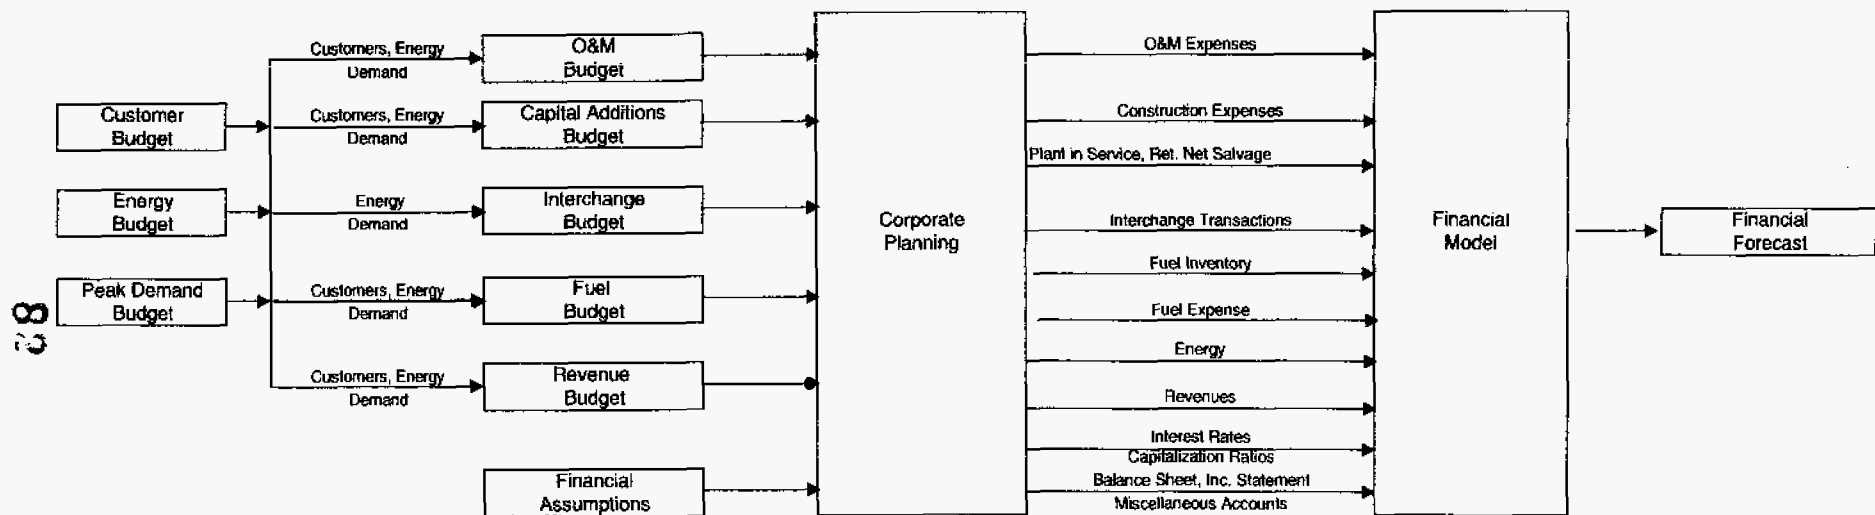 Customer
Budget
Energy
Budget
Peak Demand
Budget
Customers, Energy
Demand
Customers, Energy
Demand
Energy
Demand
Customers, Energy
Demand
Customers, Energy
Demand
O&M
Budget
Capital Additions
Budget
Interchange
Budget
Fuel
Budget
Revenue
Budget
Financial
Assumptions
Corporate
Planning
O&M Expenses
Construction Expenses
Plant in Service, Ret. Net Salvage
Interchange Transactions
Fuel Inventory
Fuel Expense
Energy
Revenues
Interest Rates
Capitalization Ratios
Balance Sheet, Inc. Statement
Miscellaneous Accounts
Financial
Model
Financial
Forecast